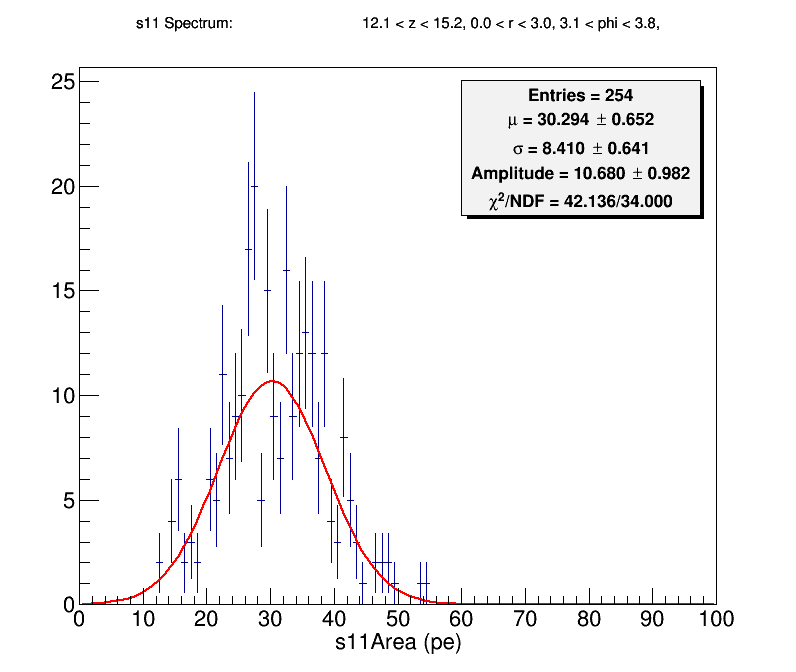 s11 Spectrum: 12.1 < z < 15.2, 0.0 < r < 3.0, 3.1 < phi < 3.8,
Entries = 254
μ = 30.294 ± 0.652
σ = 8.410 ± 0.641
Amplitude = 10.680 ± 0.982
χ²/NDF = 42.136/34.000
25
20
15
10
5
0
0 10 20 30 40 50 60 70 80 90 100
s11Area (pe)